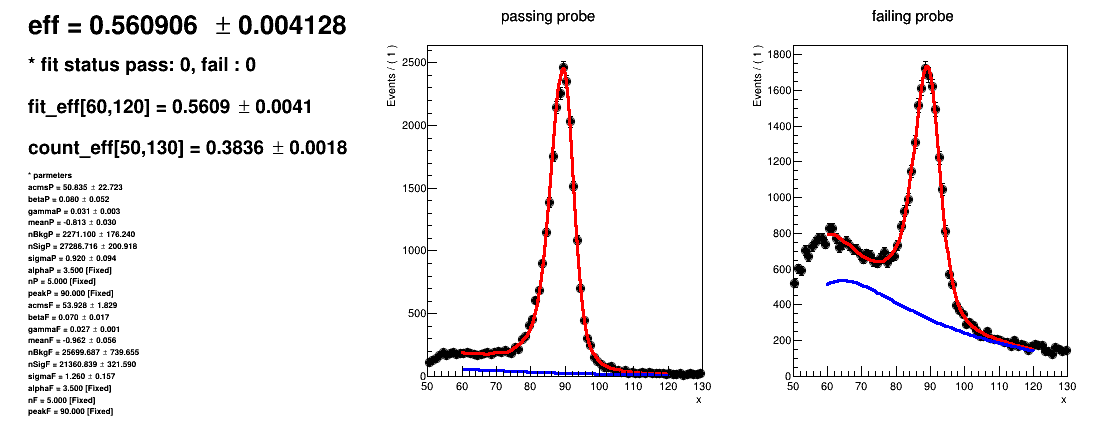 eff = 0.560906 ± 0.004128
* fit status pass: 0, fail : 0
fit_eff[60,120] = 0.5609 ± 0.0041
count_eff[50,130] = 0.3836 ± 0.0018
* parmeters
acmsP = 50.835 ± 22.723
betaP = 0.080 ± 0.052
gammaP = 0.031 ± 0.003
meanP = -0.813 ± 0.030
nBkgP = 2271.100 ± 176.240
nSigP = 27286.716 ± 200.918
sigmaP = 0.920 ± 0.094
alphaP = 3.500 [Fixed]
nP = 5.000 [Fixed]
peakP = 90.000 [Fixed]
acmsF = 53.928 ± 1.829
betaF = 0.070 ± 0.017
gammaF = 0.027 ± 0.001
meanF = -0.962 ± 0.056
nBkgF = 25699.687 ± 739.655
nSigF = 21360.839 ± 321.590
sigmaF = 1.260 ± 0.157
alphaF = 3.500 [Fixed]
nF = 5.000 [Fixed]
peakF = 90.000 [Fixed]
passing probe
Events / ( 1 )
2500
2000
1500
1000
500
0
50 60 70 80 90 100 110 120 130
x
failing probe
Events / ( 1 )
1800
1600
1400
1200
1000
800
600
400
200
0
50 60 70 80 90 100 110 120 130
x